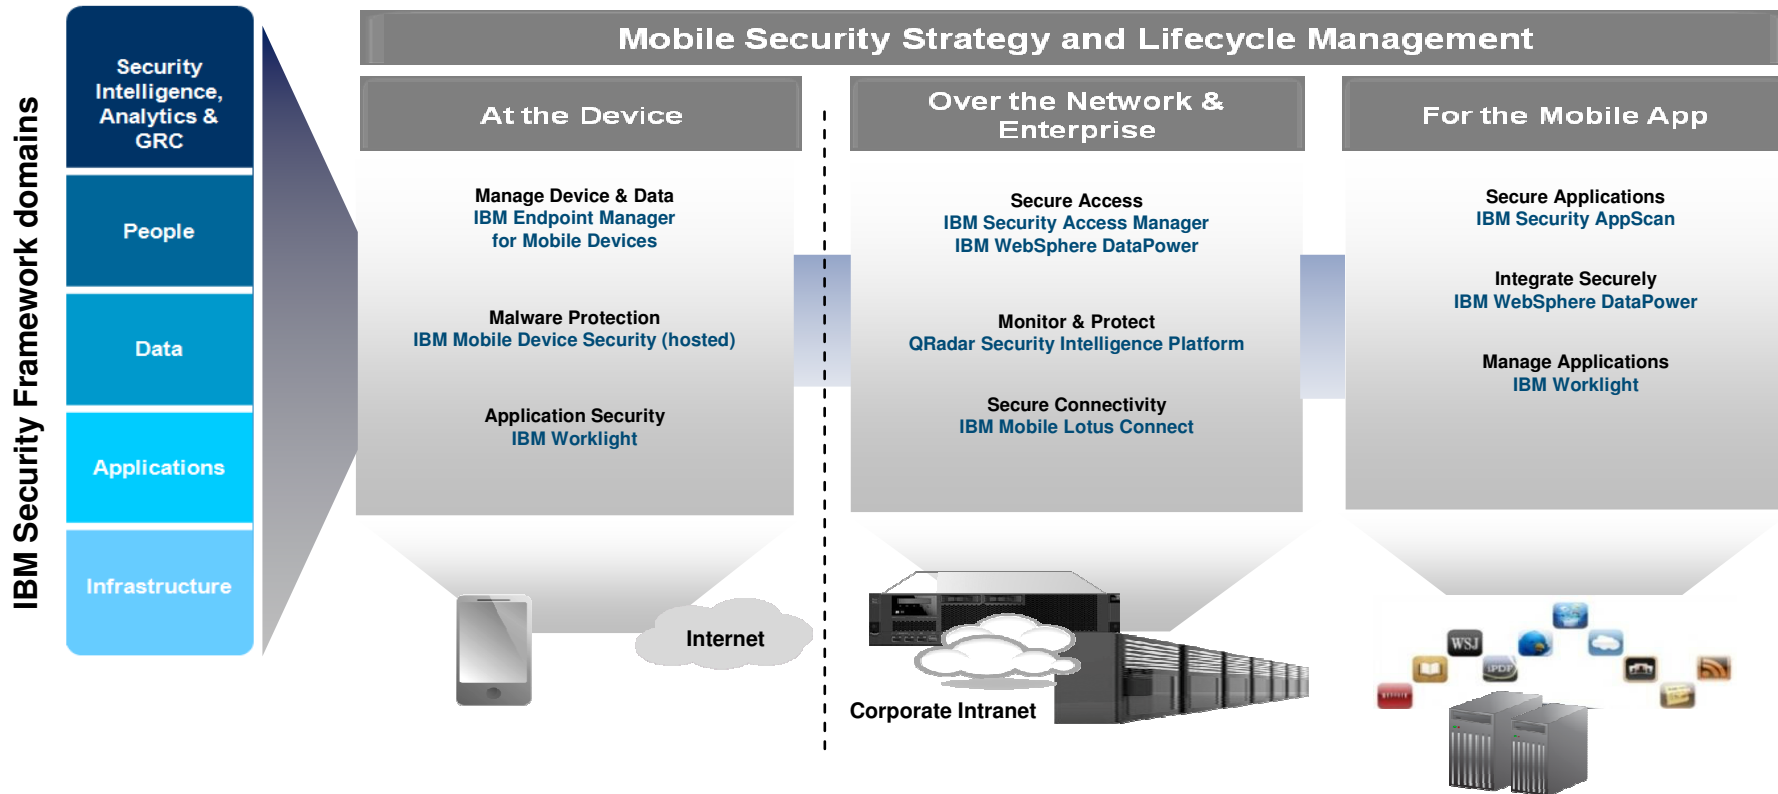 IBM Security Framework domains
Security
Intelligence,
Analytics &
GRC
People
Data
Applications
Infrastructure
Mobile Security Strategy and Lifecycle Management
At the Device
Manage Device & Data
IBM Endpoint Manager
for Mobile Devices
Malware Protection
IBM Mobile Device Security (hosted)
Application Security
IBM Worklight
Internet
Over the Network &
Enterprise
Secure Access
IBM Security Access Manager
IBM WebSphere DataPower
Monitor & Protect
QRadar Security Intelligence Platform
Secure Connectivity
IBM Mobile Lotus Connect
Corporate Intranet
For the Mobile App
Secure Applications
IBM Security AppScan
Integrate Securely
IBM WebSphere DataPower
Manage Applications
IBM Worklight
WSJ
iPDF
NETFLIX